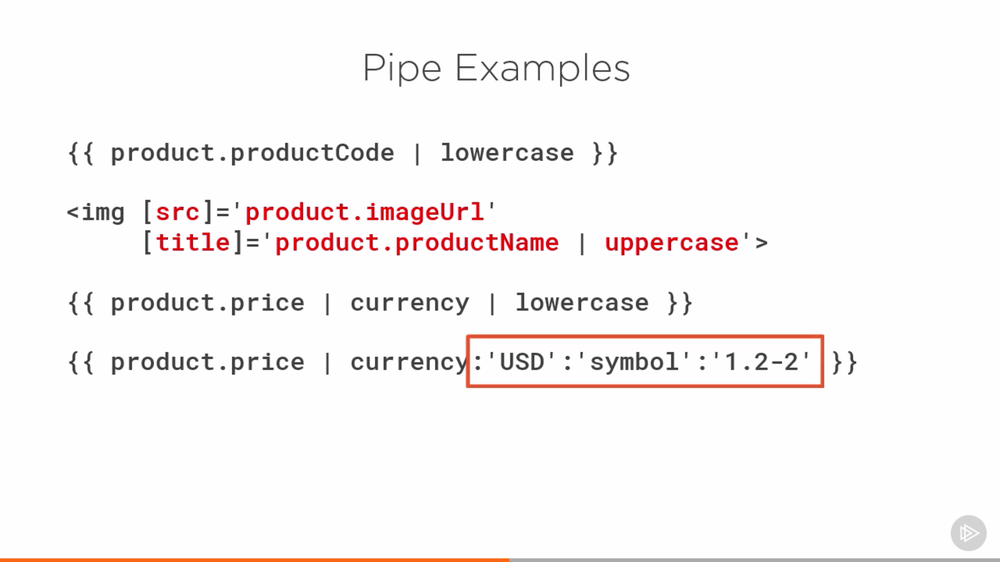 Pipe Examples
{{ product.productCode | lowercase }}
<img [src]='product.imageUrl'
[title]='product.productName | uppercase'>
{{ product.price | currency | lowercase }}
{{ product.price | currency:'USD':'symbol':'1.2-2' }}